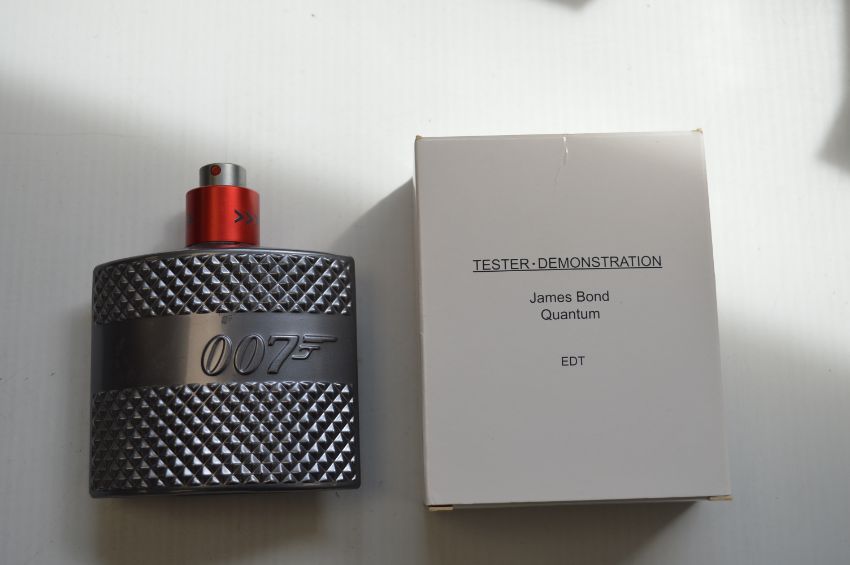 007
TESTER·DEMONSTRATION
James Bond
Quantum
EDT